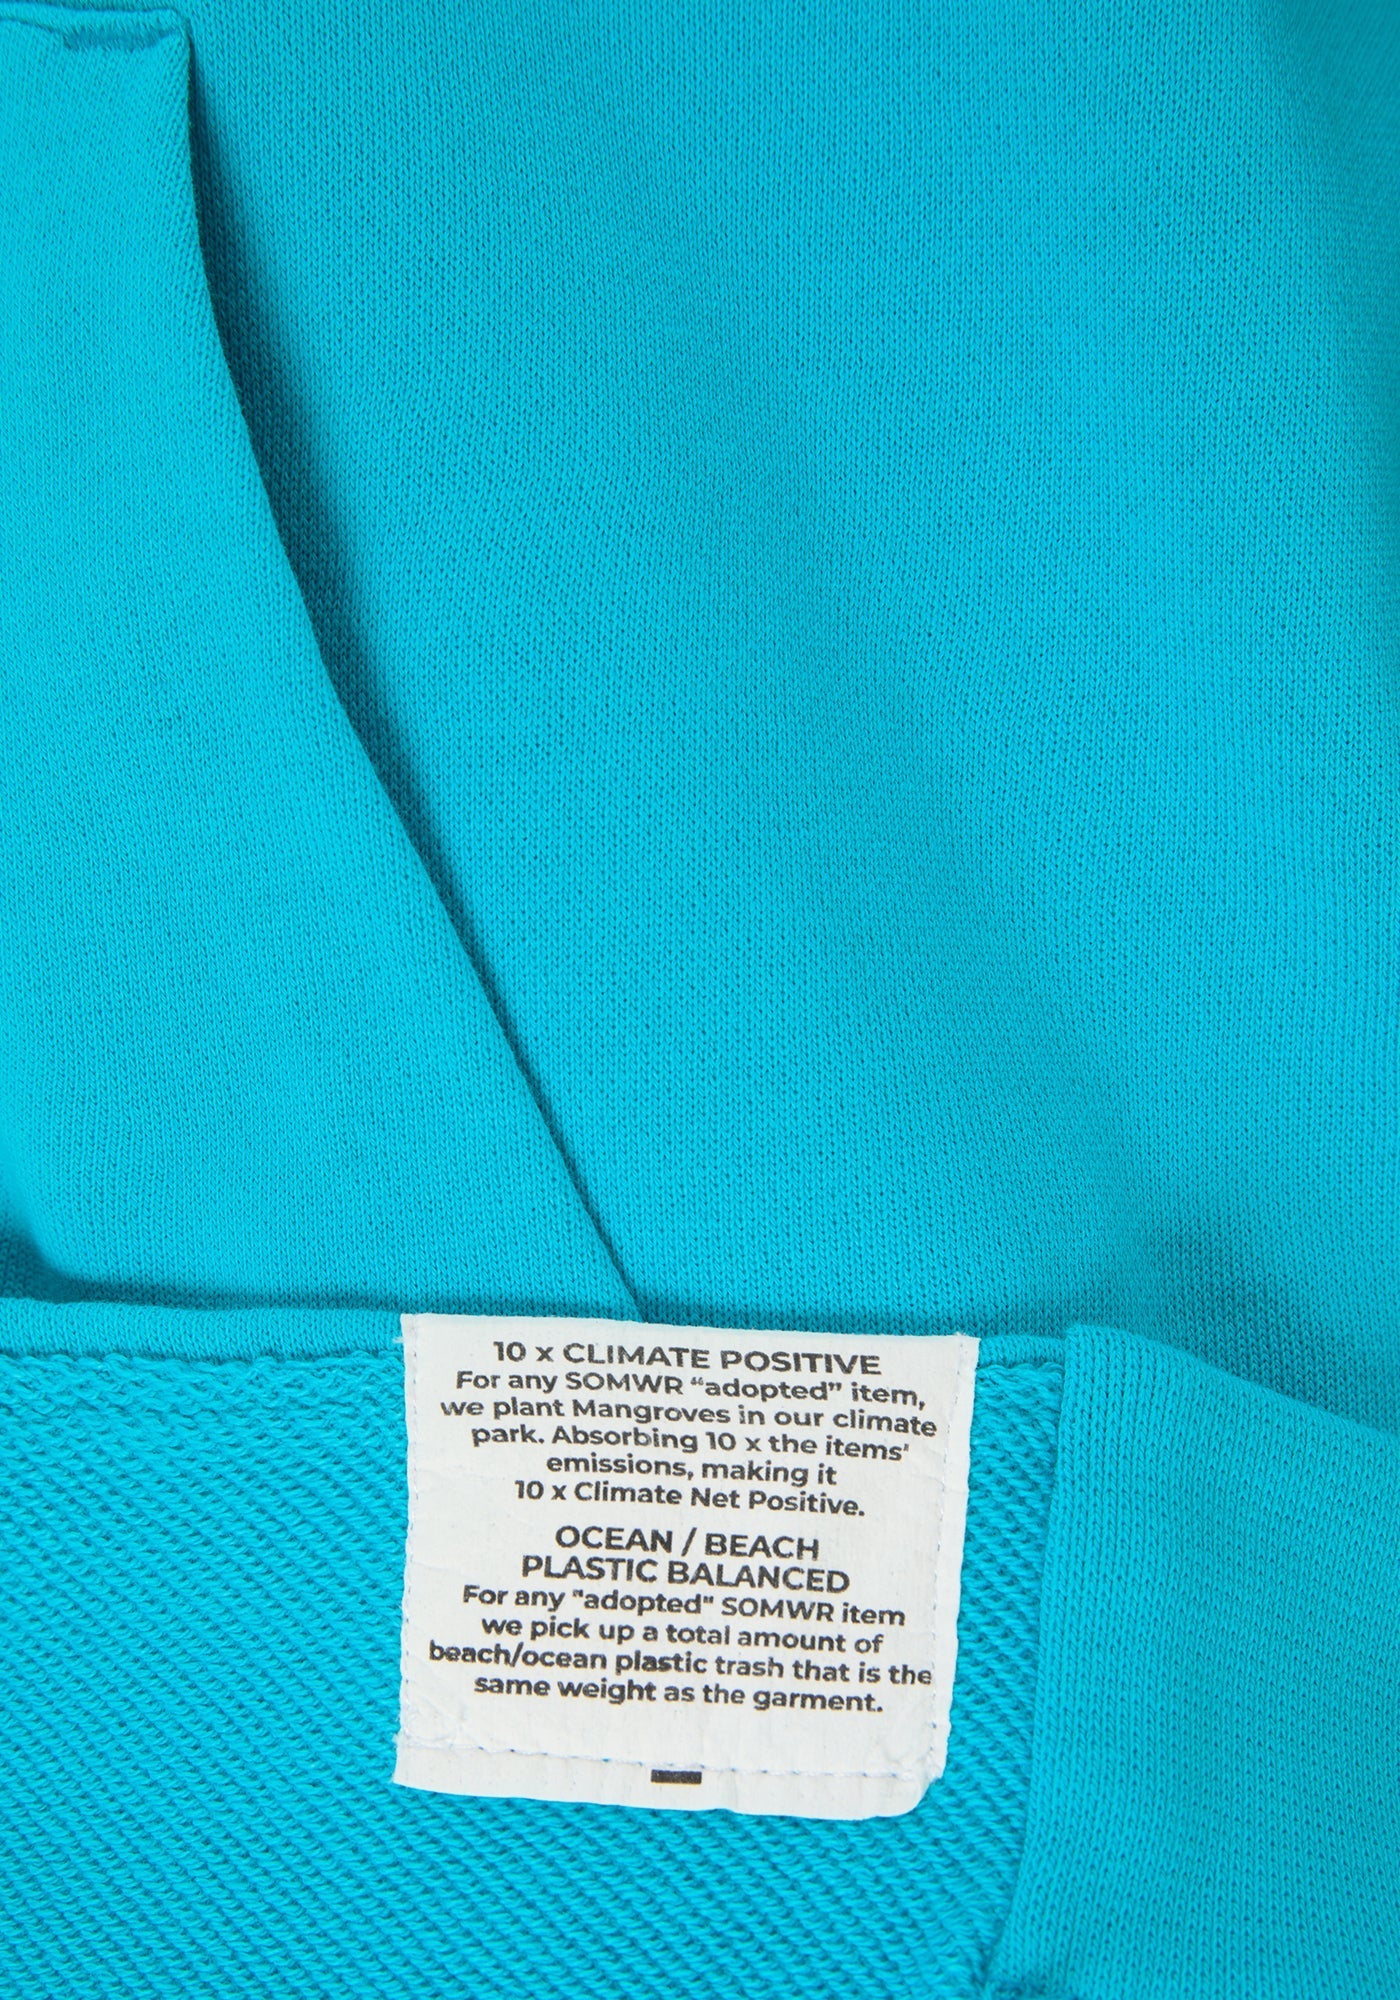 10 x CLIMATE POSITIVE
For any SOMWR “adopted” item,
we plant Mangroves in our climate
park. Absorbing 10 x the items'
emissions, making it
10 x Climate Net Positive.
OCEAN / BEACH
PLASTIC BALANCED
For any "adopted" SOMWR item
we pick up a total amount of
beach/ocean plastic trash that is the
same weight as the garment.